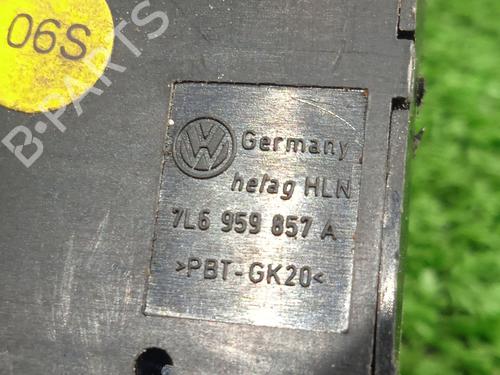 06S
B-PARTS
Germany
helag HLN
7L6 959 857 A
>PBT-GK20<